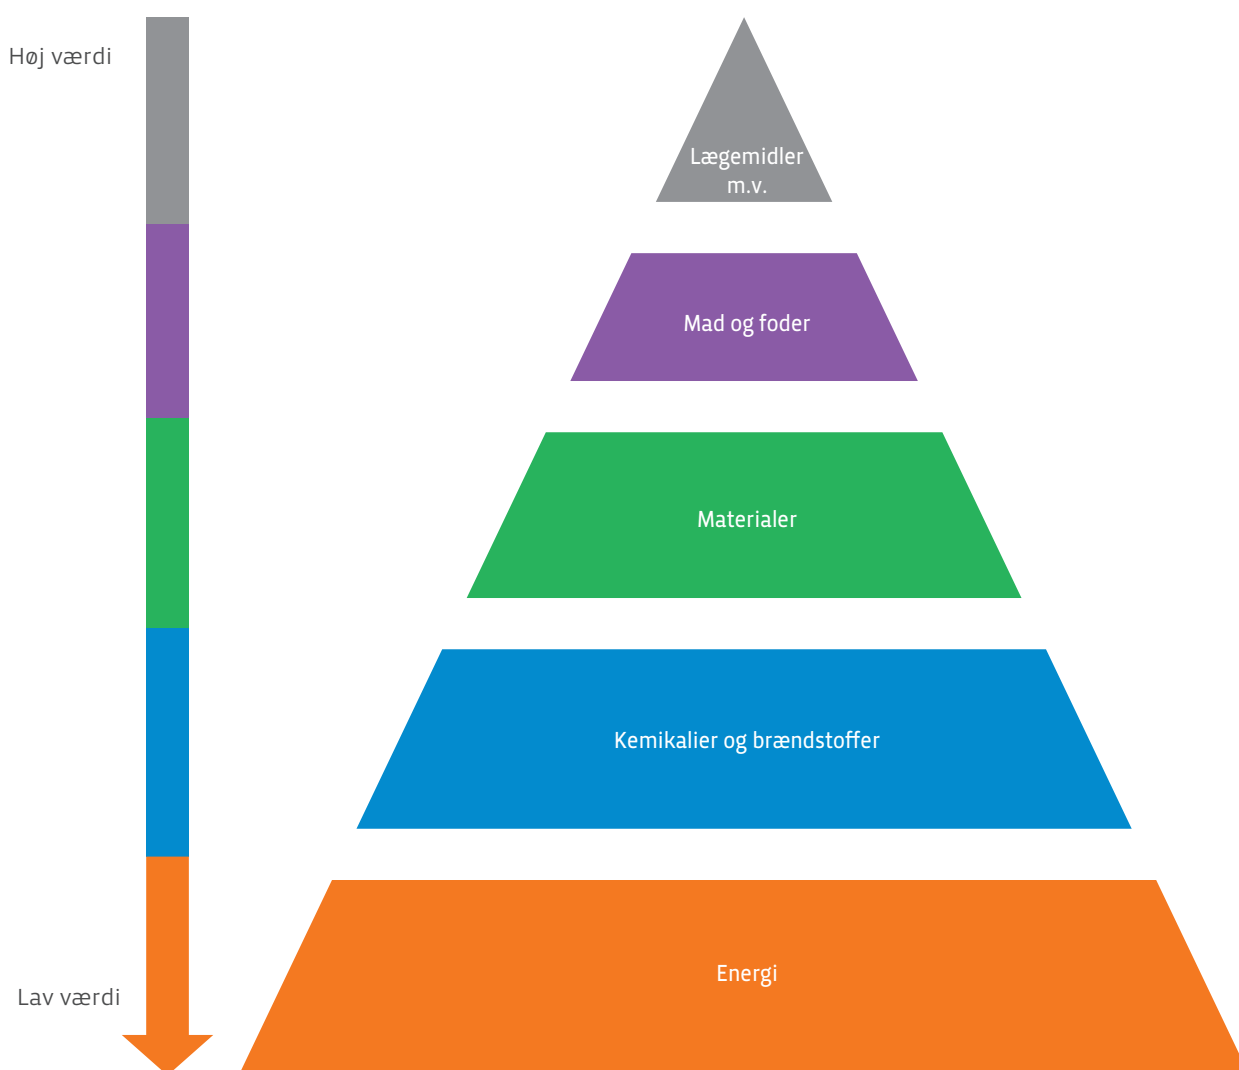 Høj værdi
Lægemidler
m.v.
Mad og foder
Materialer
Kemikalier og brændstoffer
Energi
Lav værdi